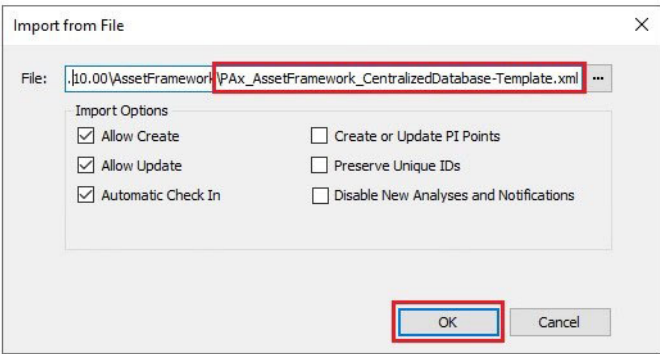 Import from File
File: .10.00\AssetFramework\PAx_AssetFramework_CentralizedDatabase-Template.xml ...
Import Options
Allow Create Create or Update PI Points
Allow Update Preserve Unique IDs
Automatic Check In Disable New Analyses and Notifications
OK Cancel